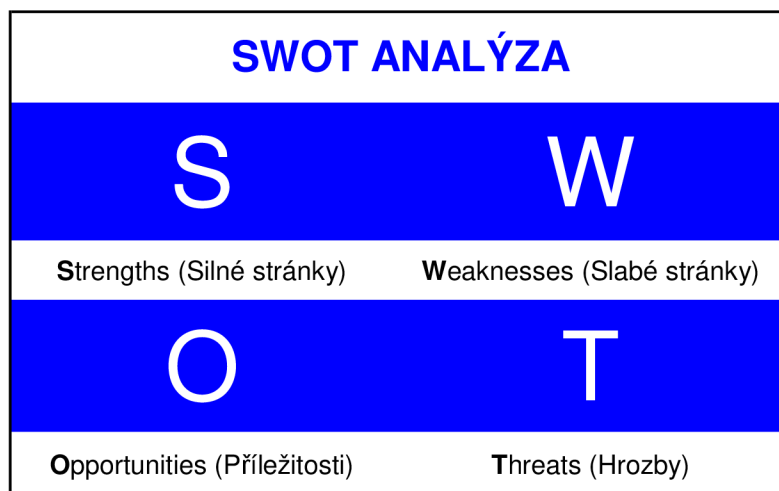 SWOT ANALÝZA
S W
Strengths (Silné stránky) Weaknesses (Slabé stránky)
O T
Opportunities (Příležitosti) Threats (Hrozby)